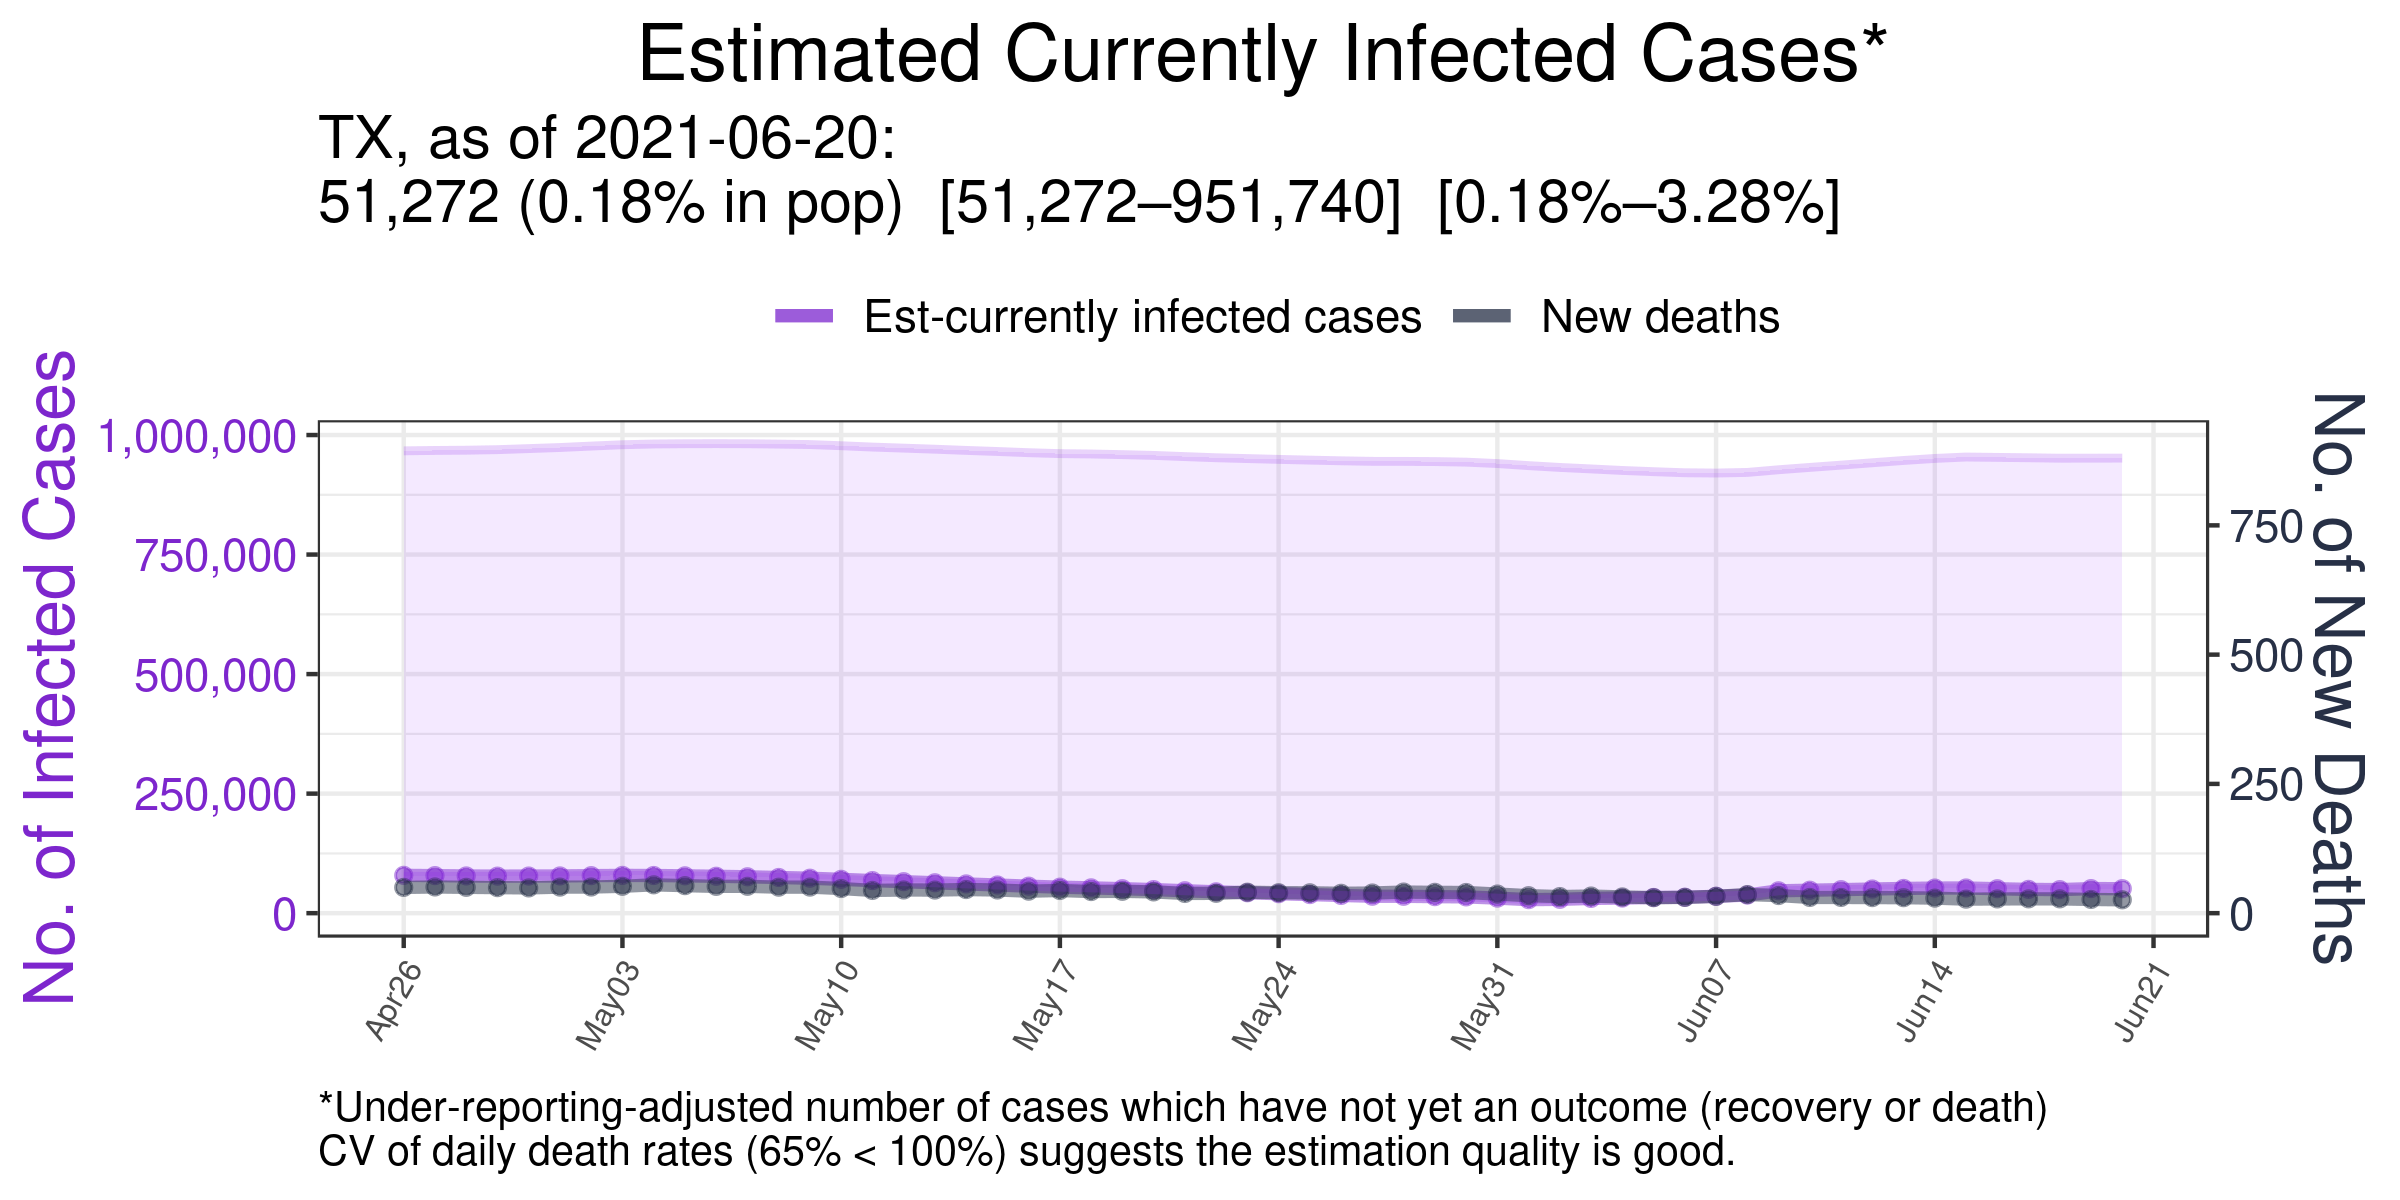 Estimated Currently Infected Cases*
TX, as of 2021-06-20:
51,272 (0.18% in pop)  [51,272–951,740]  [0.18%–3.28%]
Est-currently infected cases
New deaths
No. of Infected Cases
1,000,000
750,000
500,000
250,000
0
750
500
250
0
No. of New Deaths
Apr26
May03
May10
May17
May24
May31
Jun07
Jun14
Jun21
*Under-reporting-adjusted number of cases which have not yet an outcome (recovery or death)
CV of daily death rates (65% < 100%) suggests the estimation quality is good.